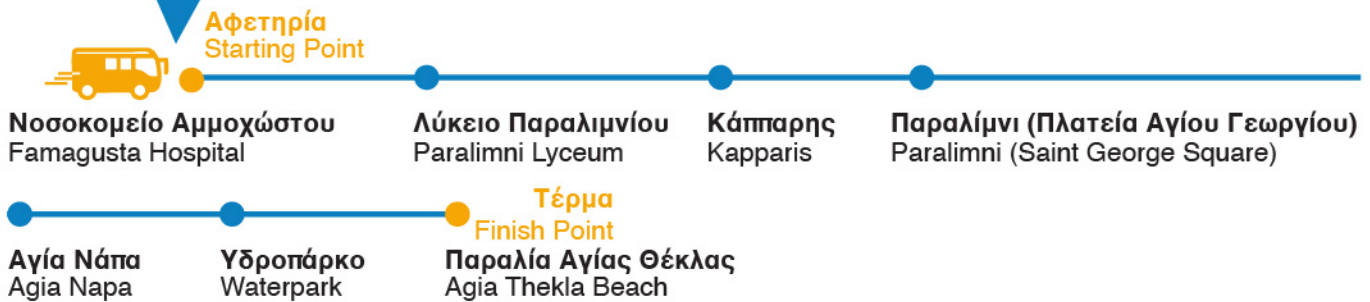 Αφετηρία
Starting Point
Νοσοκομείο Αμμοχώστου
Famagusta Hospital
Λύκειο Παραλιμνίου
Paralimni Lyceum
Κάππαρης
Kapparis
Παραλίμνι (Πλατεία Αγίου Γεωργίου)
Paralimni (Saint George Square)
Τέρμα
Finish Point
Αγία Νάπα
Agia Napa
Υδροπάρκο
Waterpark
Παραλία Αγίας Θέκλας
Agia Thekla Beach